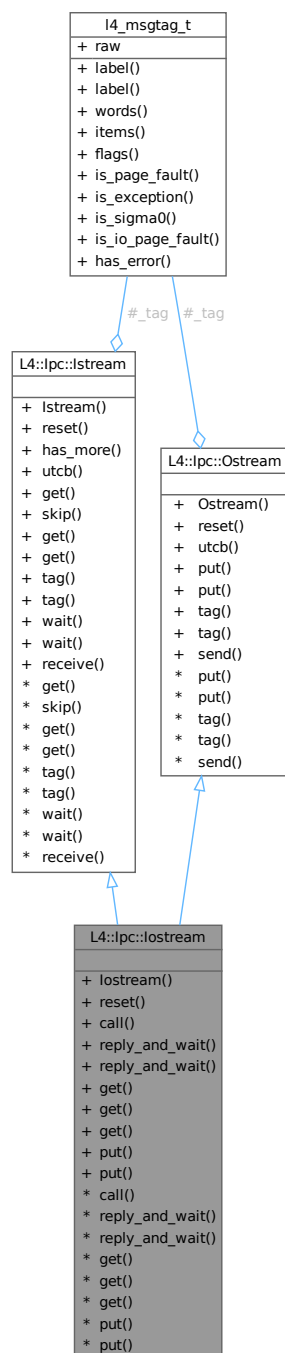 l4_msgtag_t
+ raw
+ label()
+ label()
+ words()
+ items()
+ flags()
+ is_page_fault()
+ is_exception()
+ is_sigma0()
+ is_io_page_fault()
+ has_error()
#_tag #_tag
L4::Ipc::Istream
+ Istream()
+ reset()
+ has_more()
+ utcb()
+ get()
+ skip()
+ get()
+ get()
+ tag()
+ tag()
+ wait()
+ wait()
+ receive()
* get()
* skip()
* get()
* get()
* tag()
* tag()
* wait()
* wait()
* receive()
L4::Ipc::Ostream
+ Ostream()
+ reset()
+ utcb()
+ put()
+ put()
+ tag()
+ tag()
+ send()
* put()
* put()
* tag()
* tag()
* send()
L4::Ipc::Iostream
+ Iostream()
+ reset()
+ call()
+ reply_and_wait()
+ reply_and_wait()
+ get()
+ get()
+ get()
+ put()
+ put()
* call()
* reply_and_wait()
* reply_and_wait()
* get()
* get()
* get()
* put()
* put()